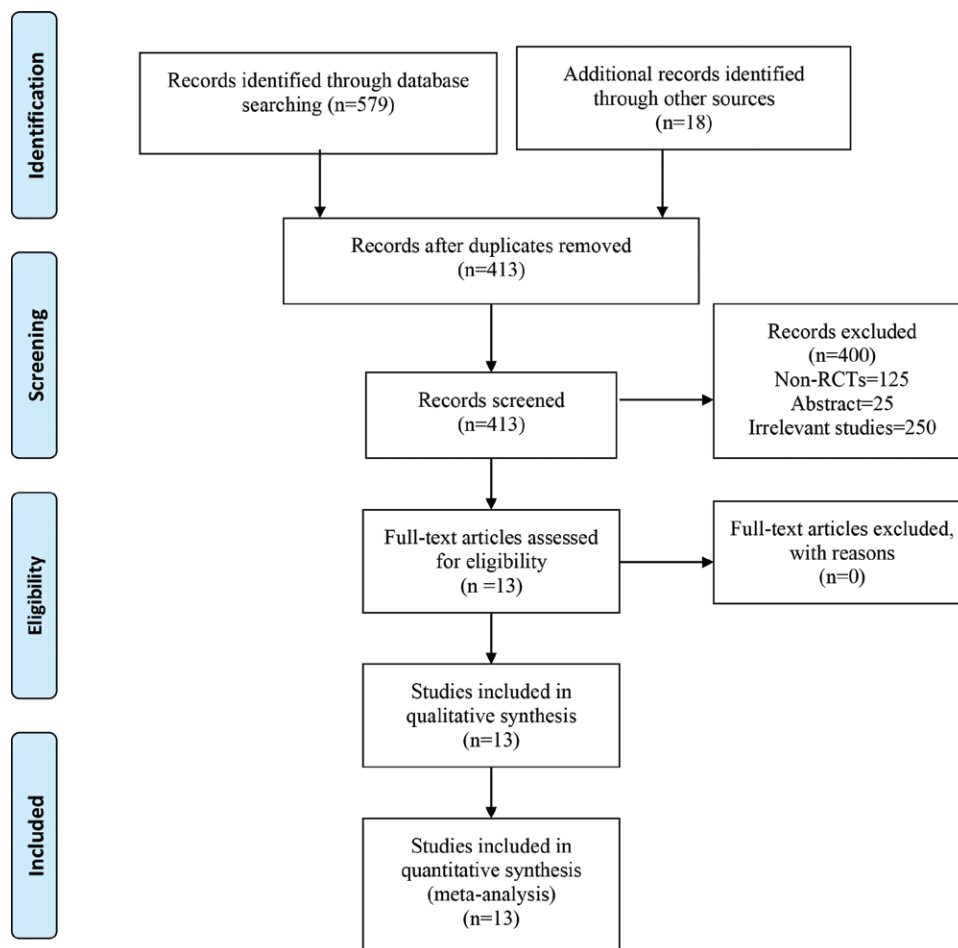 Identification
Records identified through database
searching (n=579)
Additional records identified
through other sources
(n=18)
Records after duplicates removed
(n=413)
Screening
Records screened
(n=413)
Records excluded
(n=400)
Non-RCTs=125
Abstract=25
Irrelevant studies=250
Eligibility
Full-text articles assessed
for eligibility
(n =13)
Full-text articles excluded,
with reasons
(n=0)
Studies included in
qualitative synthesis
(n=13)
Included
Studies included in
quantitative synthesis
(meta-analysis)
(n=13)